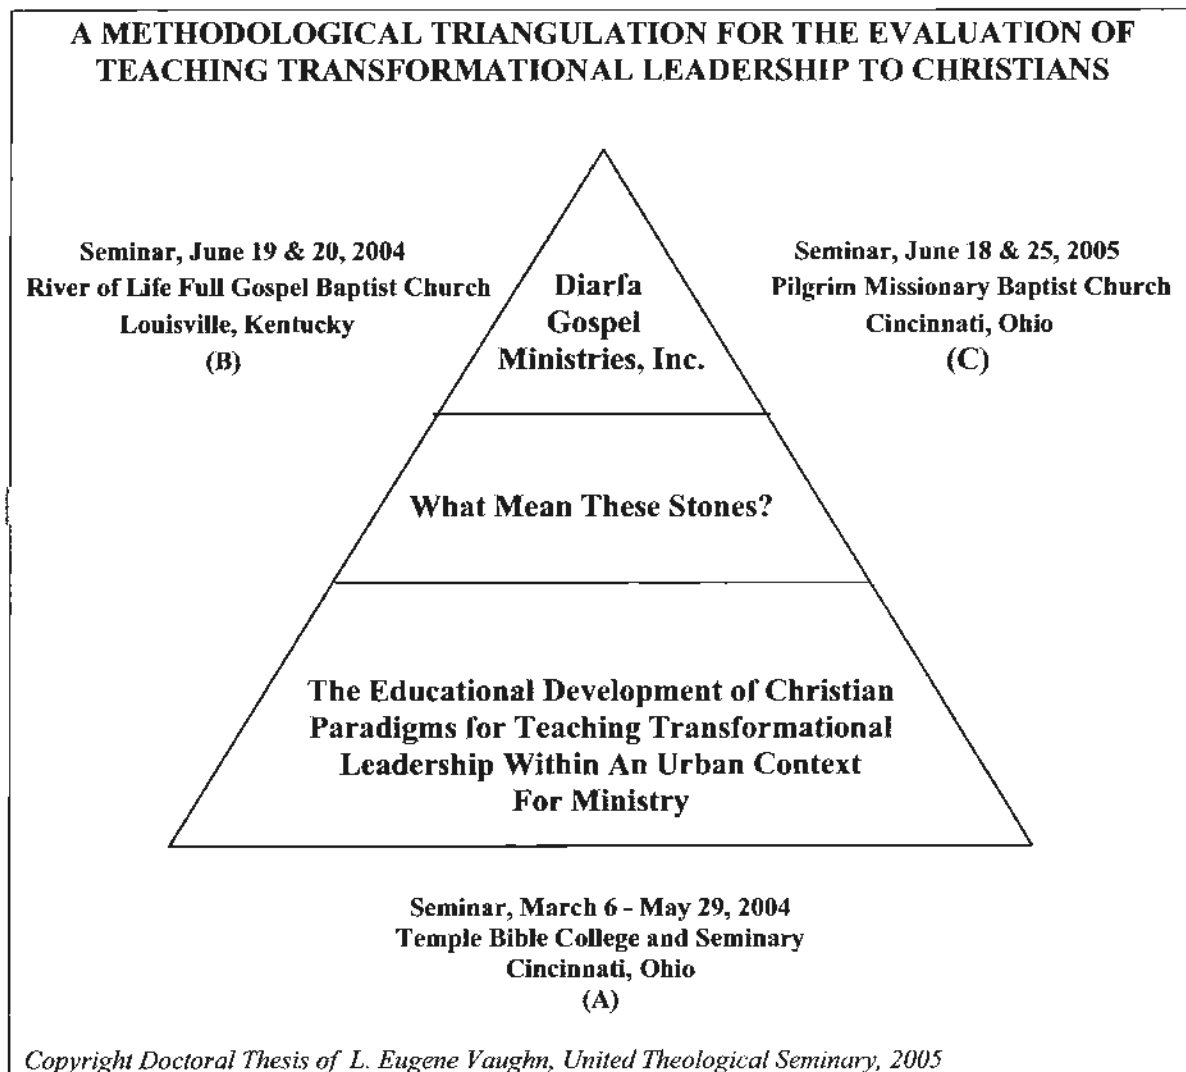 A METHODOLOGICAL TRIANGULATION FOR THE EVALUATION OF
TEACHING TRANSFORMATIONAL LEADERSHIP TO CHRISTIANS
Seminar, June 19 & 20, 2004
River of Life Full Gospel Baptist Church
Louisville, Kentucky
(B)
Diarfa
Gospel
Ministries, Inc.
Seminar, June 18 & 25, 2005
Pilgrim Missionary Baptist Church
Cincinnati, Ohio
(C)
What Mean These Stones?
The Educational Development of Christian
Paradigms for Teaching Transformational
Leadership Within An Urban Context
For Ministry
Seminar, March 6 - May 29, 2004
Temple Bible College and Seminary
Cincinnati, Ohio
(A)
Copyright Doctoral Thesis of L. Eugene Vaughn, United Theological Seminary, 2005